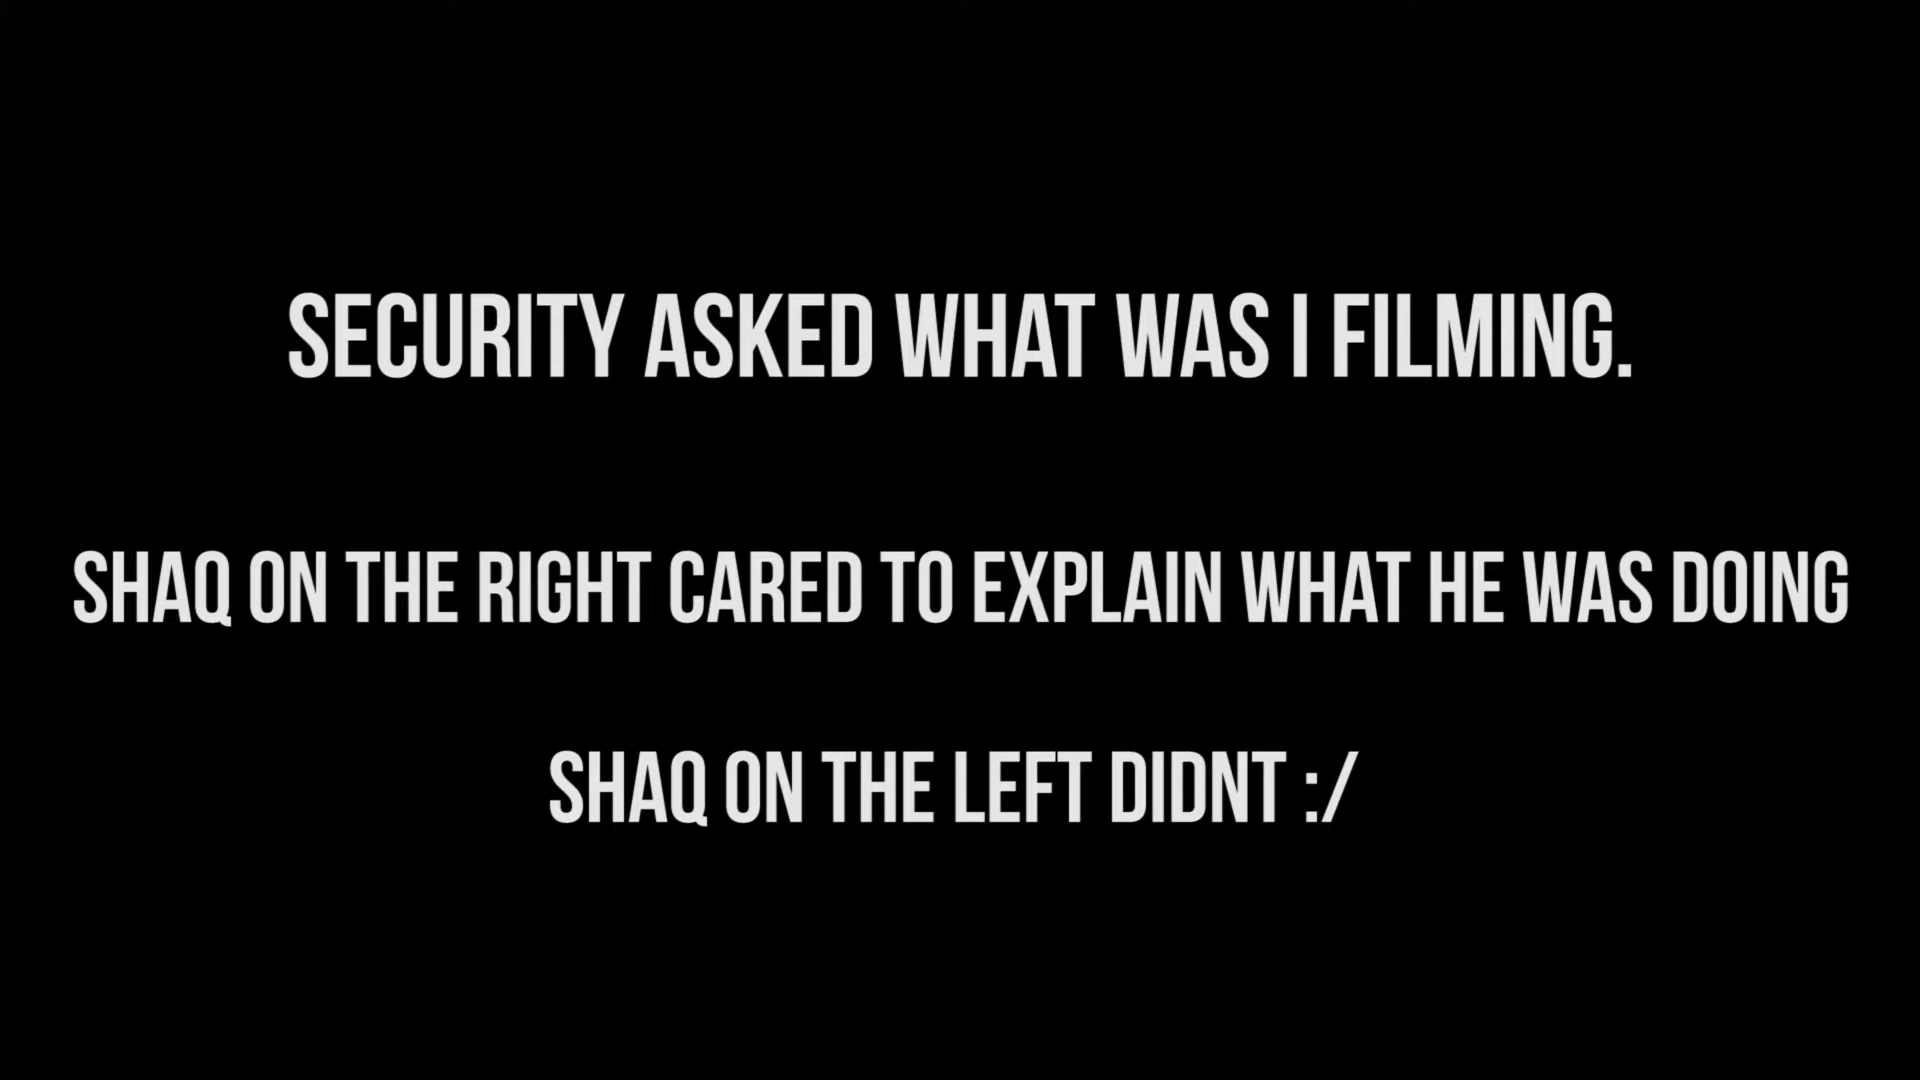 SECURITY ASKED WHAT WAS I FILMING.
SHAQ ON THE RIGHT CARED TO EXPLAIN WHAT HE WAS DOING
SHAQ ON THE LEFT DIDNT :/